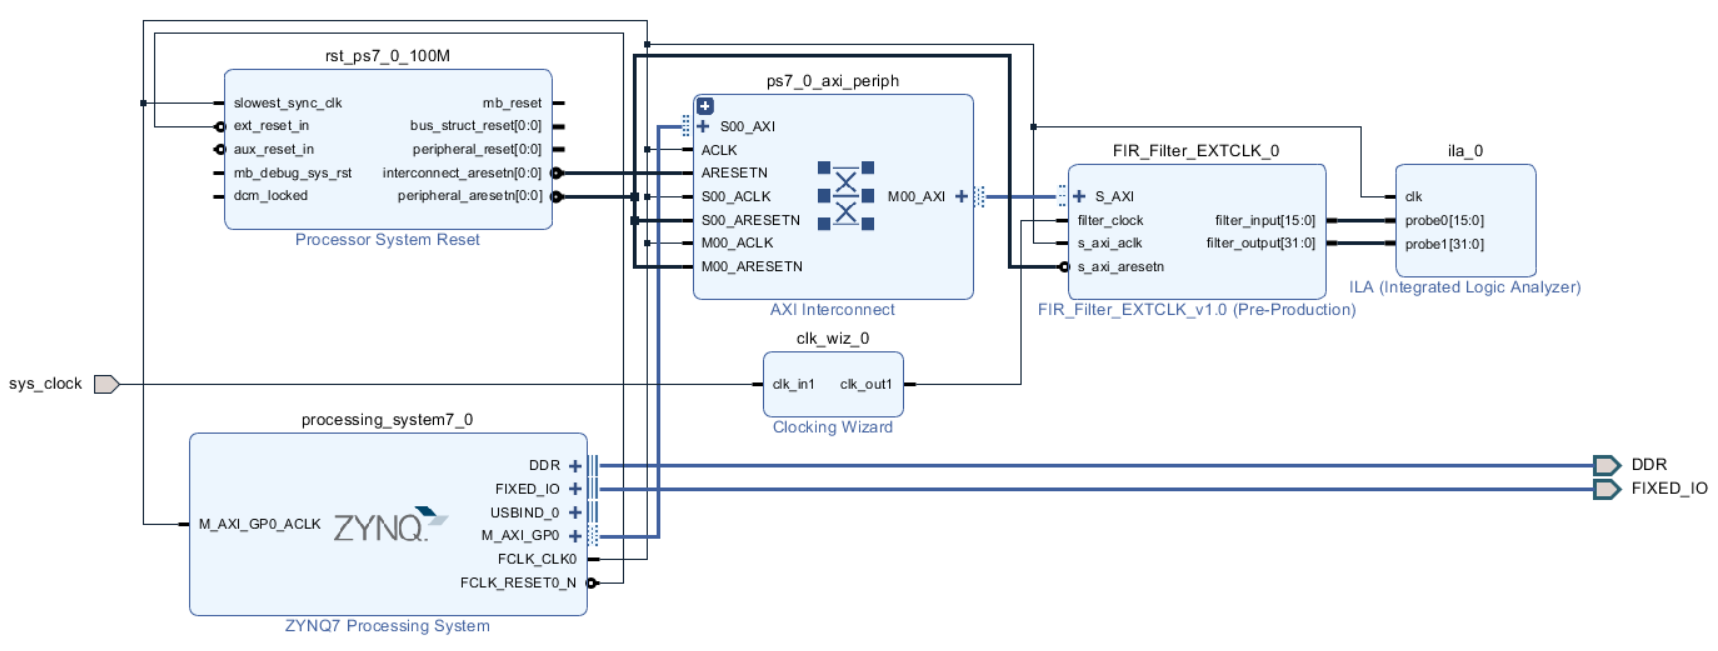 rst_ps7_0_100M
slowest_sync_clk
ext_reset_in
aux_reset_in
mb_debug_sys_rst
dcm_locked
mb_reset
bus_struct_reset[0:0]
peripheral_reset[0:0]
interconnect_aresetn[0:0]
peripheral_aresetn[0:0]
Processor System Reset
ps7_0_axi_periph
S00_AXI
ACLK
ARESETN
S00_ACLK
S00_ARESETN
M00_ACLK
M00_ARESETN
M00_AXI
AXI Interconnect
FIR_Filter_EXTCLK_0
S_AXI
filter_clock
s_axi_aclk
s_axi_aresetn
filter_input[15:0]
filter_output[31:0]
FIR_Filter_EXTCLK_v1.0 (Pre-Production)
ila_0
clk
probe0[15:0]
probe1[31:0]
ILA (Integrated Logic Analyzer)
sys_clock
clk_wiz_0
clk_in1
clk_out1
Clocking Wizard
processing_system7_0
M_AXI_GP0_ACLK
ZYNQ
DDR
FIXED_IO
USBIND_0
M_AXI_GP0
FCLK_CLK0
FCLK_RESET0_N
ZYNQ7 Processing System
DDR
FIXED_IO